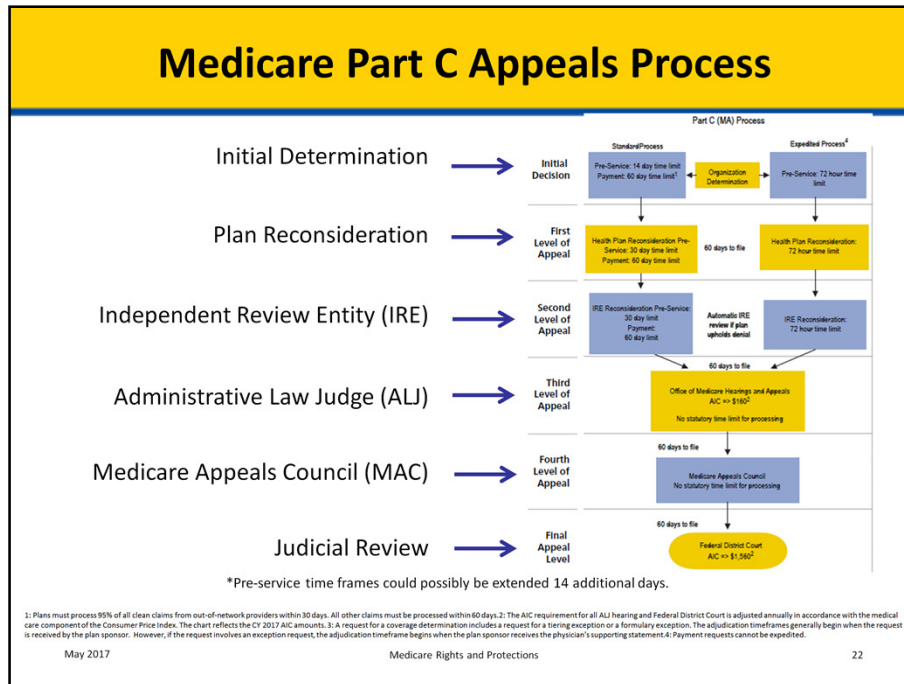 Medicare Part C Appeals Process
Part C (MA) Process
Standard Process
Expedited Process4
Initial Determination
Initial
Decision
Pre-Service: 14 day time limit
Payment: 60 day time limit1
Organization
Determination
Pre-Service: 72 hour time
limit
Plan Reconsideration
First
Level of
Appeal
Health Plan Reconsideration Pre-
Service: 30 day time limit
Payment: 60 day time limit
60 days to file
Health Plan Reconsideration:
72 hour time limit
Independent Review Entity (IRE)
Second
Level of
Appeal
IRE Reconsideration Pre-Service:
30 day limit
Payment:
60 day limit
Automatic IRE
review if plan
upholds denial
IRE Reconsideration:
72 hour time limit
60 days to file
Administrative Law Judge (ALJ)
Third
Level of
Appeal
Office of Medicare Hearings and Appeals
AIC => $1602
No statutory time limit for processing
60 days to file
Medicare Appeals Council (MAC)
Fourth
Level of
Appeal
Medicare Appeals Council
No statutory time limit for processing
60 days to file
Judicial Review
Final
Appeal
Level
Federal District Court
AIC => $1,5602
*Pre-service time frames could possibly be extended 14 additional days.
1: Plans must process 95% of all clean claims from out-of-network providers within 30 days. All other claims must be processed within 60 days.2: The AIC requirement for all ALJ hearing and Federal District Court is adjusted annually in accordance with the medical
care component of the Consumer Price Index. The chart reflects the CY 2017 AIC amounts. 3: A request for a coverage determination includes a request for a tiering exception or a formulary exception. The adjudication timeframes generally begin when the request
is received by the plan sponsor. However, if the request involves an exception request, the adjudication timeframe begins when the plan sponsor receives the physician's supporting statement.4: Payment requests cannot be expedited.
May 2017
Medicare Rights and Protections
22